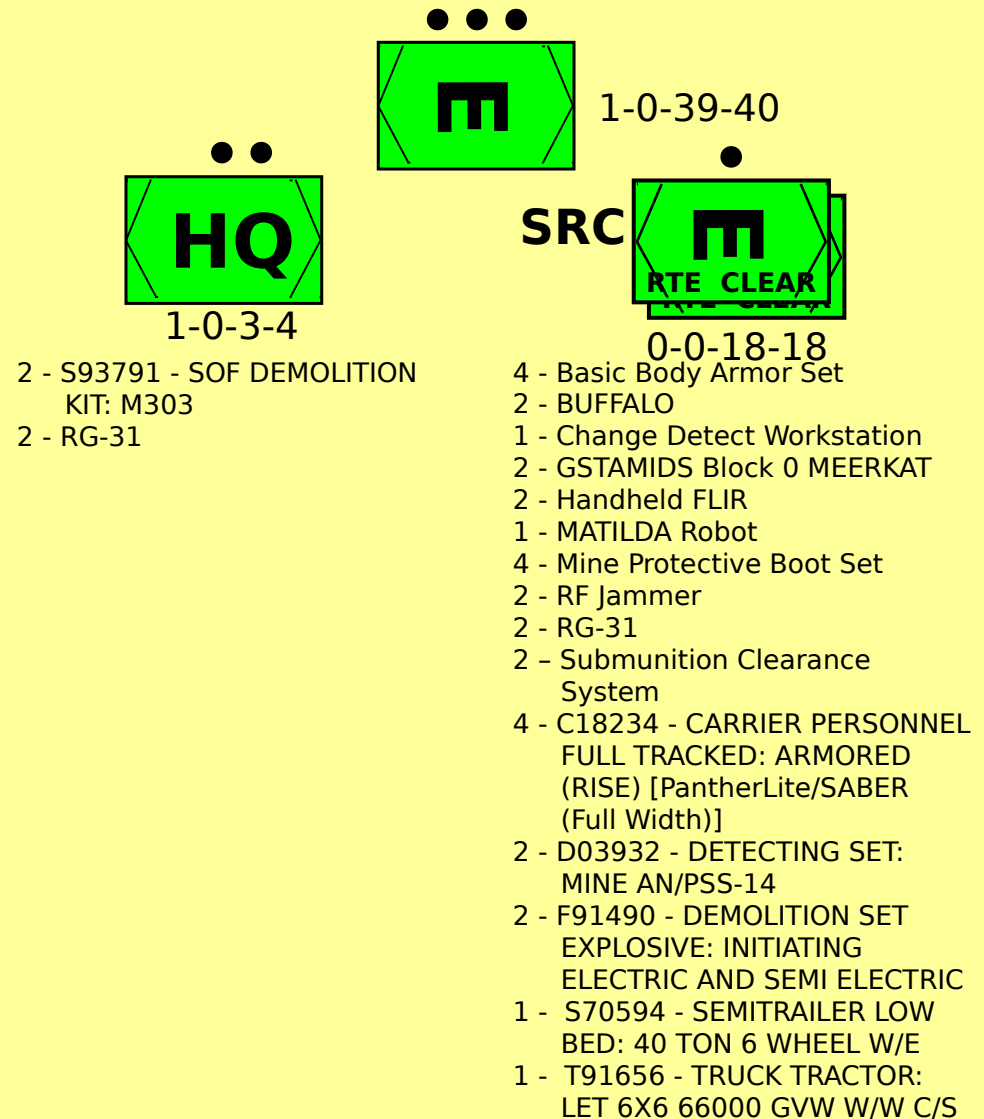 1-0-39-40
HQ
1-0-3-4
2 - S93791 - SOF DEMOLITION
KIT: M303
2 - RG-31
SRC
E
RTE CLEAR
RTE CLEAR
0-0-18-18
4 - Basic Body Armor Set
2 - BUFFALO
1 - Change Detect Workstation
2 - GSTAMIDS Block 0 MEERKAT
2 - Handheld FLIR
1 - MATILDA Robot
4 - Mine Protective Boot Set
2 - RF Jammer
2 - RG-31
2 – Submunition Clearance
System
4 - C18234 - CARRIER PERSONNEL
FULL TRACKED: ARMORED
(RISE) [PantherLite/SABER
(Full Width)]
2 - D03932 - DETECTING SET:
MINE AN/PSS-14
2 - F91490 - DEMOLITION SET
EXPLOSIVE: INITIATING
ELECTRIC AND SEMI ELECTRIC
1 - S70594 - SEMITRAILER LOW
BED: 40 TON 6 WHEEL W/E
1 - T91656 - TRUCK TRACTOR:
LET 6X6 66000 GVW W/W C/S